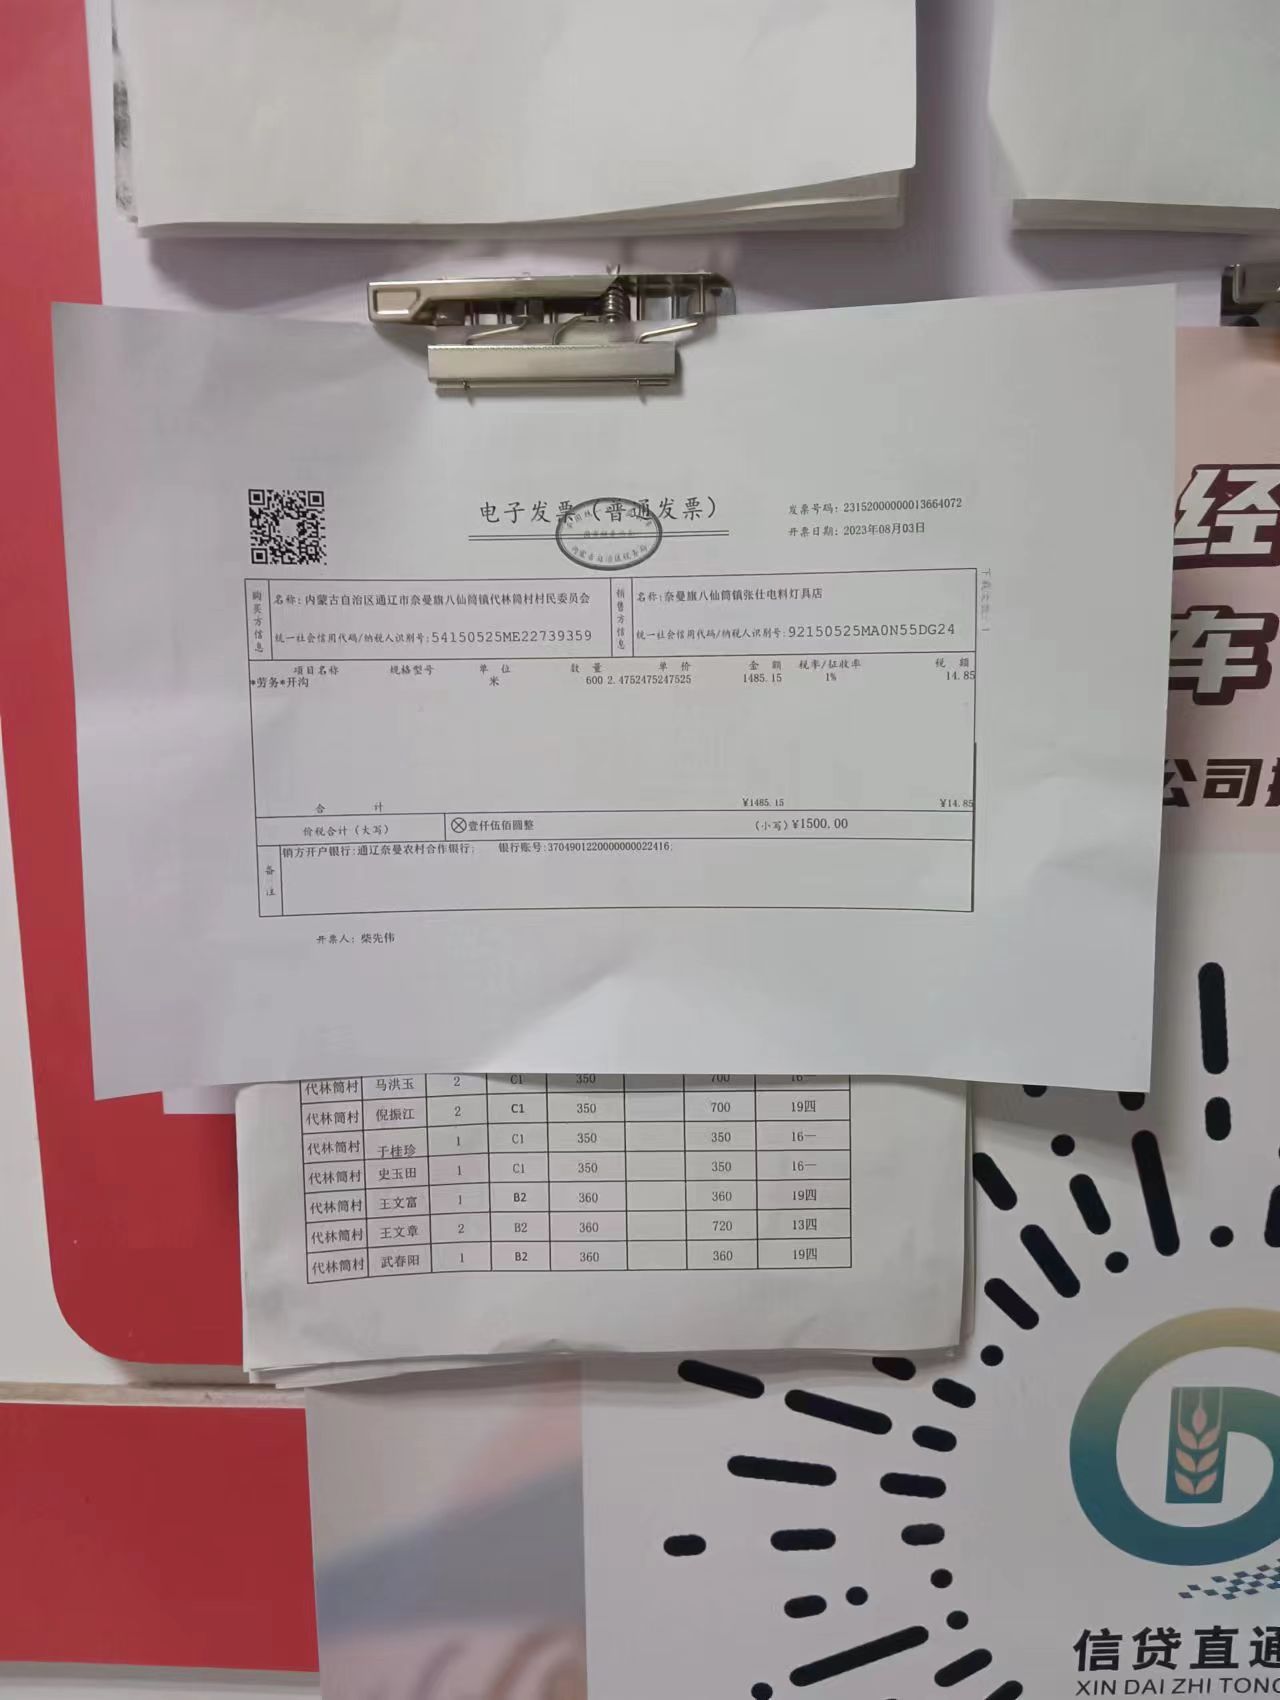 电子发票（普通发票）
发票号码：23152000000013664072
开票日期：2023年08月03日
购买方信息
名称：内蒙古自治区通辽市奈曼旗八仙筒镇代林筒村村民委员会
统一社会信用代码/纳税人识别号：54150525ME22739359
销售方信息
名称：奈曼旗八仙筒镇张仕电料灯具店
统一社会信用代码/纳税人识别号：92150525MA0N55DG24
项目名称 规格型号 单位 数量 单价 金额 税率/征收率 税额
*劳务*开沟 米 600 2.4752475247525 1485.15 1% 14.85
合计 ¥1485.15 ¥14.85
价税合计（大写） ⊗壹仟伍佰圆整 （小写）¥1500.00
备注
销方开户银行：通辽奈曼农村合作银行； 银行账号：3704901220000000022416；
开票人：柴先伟
代林筒村 马洪玉 2 C1 350 700 16一
代林筒村 倪振江 2 C1 350 700 19四
代林筒村 于桂珍 1 C1 350 350 16一
代林筒村 史玉田 1 C1 350 350 16一
代林筒村 王文富 1 B2 360 360 19四
代林筒村 王文章 2 B2 360 720 13四
代林筒村 武春阳 1 B2 360 360 19四
经
车
公司
信贷直通
XIN DAI ZHI TONG